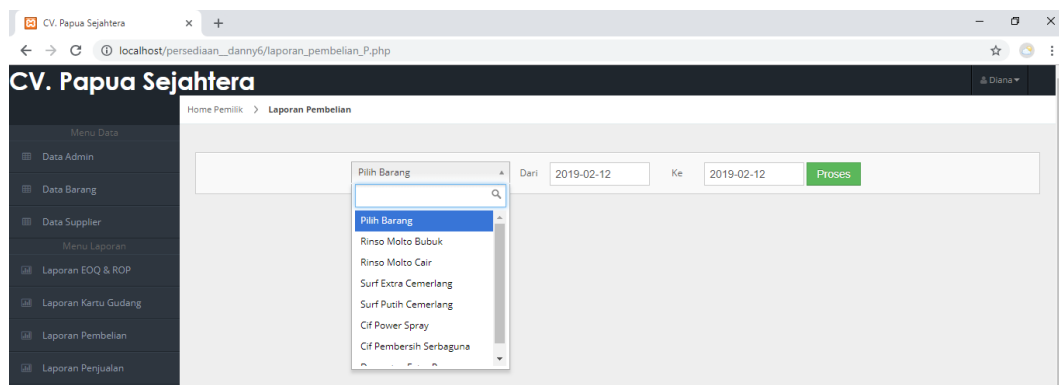 CV. Papua Sejahtera
localhost/persediaan__danny6/laporan_pembelian_P.php
CV. Papua Sejahtera
Diana
Home Pemilik > Laporan Pembelian
Menu Data
Data Admin
Data Barang
Data Supplier
Menu Laporan
Laporan EOQ & ROP
Laporan Kartu Gudang
Laporan Pembelian
Laporan Penjualan
Pilih Barang Dari 2019-02-12 Ke 2019-02-12 Proses
Pilih Barang
Rinso Molto Bubuk
Rinso Molto Cair
Surf Extra Cemerlang
Surf Putih Cemerlang
Cif Power Spray
Cif Pembersih Serbaguna